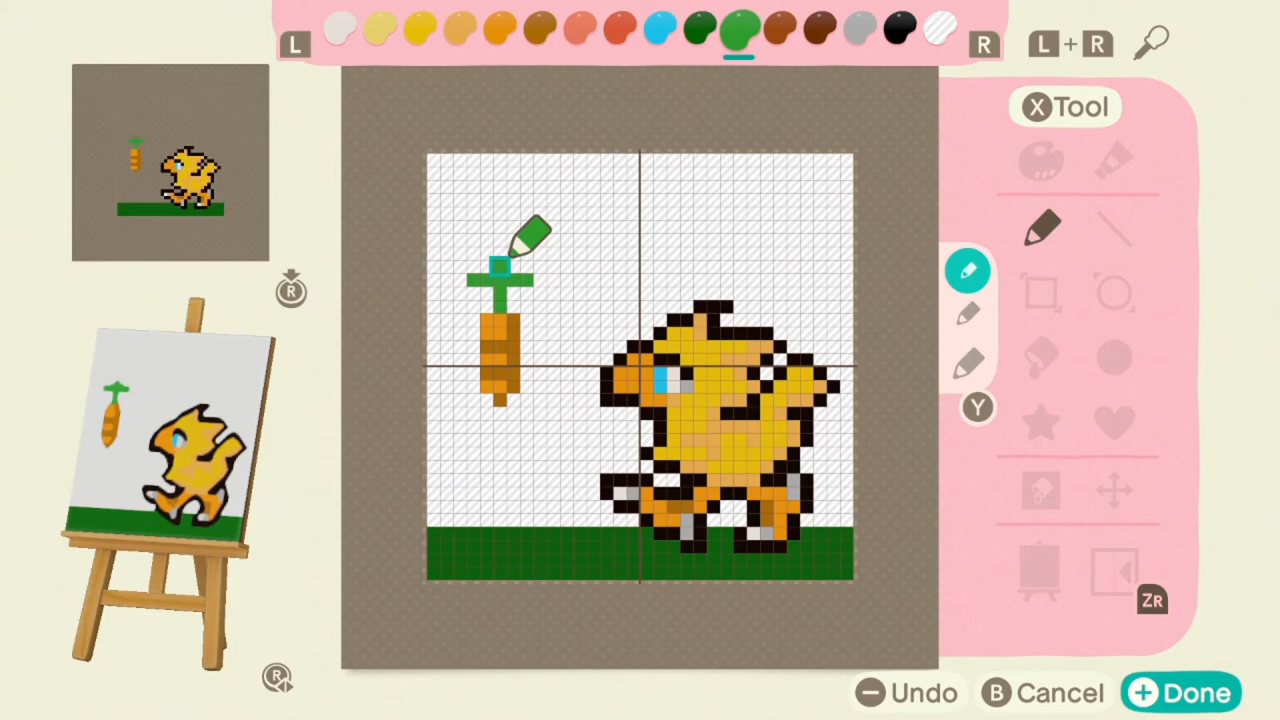 L
R
L + R
X Tool
R
Y
ZR
R
− Undo
B Cancel
+ Done